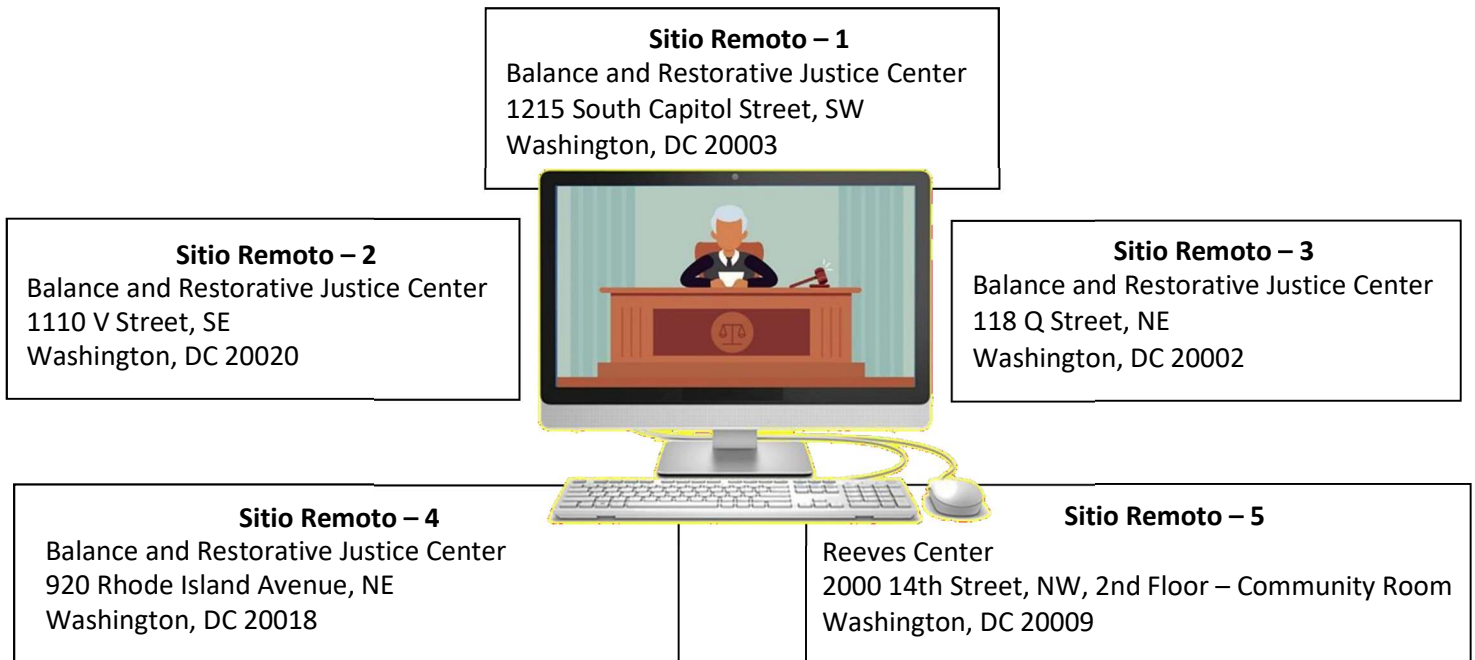 Sitio Remoto – 1
Balance and Restorative Justice Center
1215 South Capitol Street, SW
Washington, DC 20003
Sitio Remoto – 2
Balance and Restorative Justice Center
1110 V Street, SE
Washington, DC 20020
Sitio Remoto – 3
Balance and Restorative Justice Center
118 Q Street, NE
Washington, DC 20002
Sitio Remoto – 4
Balance and Restorative Justice Center
920 Rhode Island Avenue, NE
Washington, DC 20018
Sitio Remoto – 5
Reeves Center
2000 14th Street, NW, 2nd Floor – Community Room
Washington, DC 20009